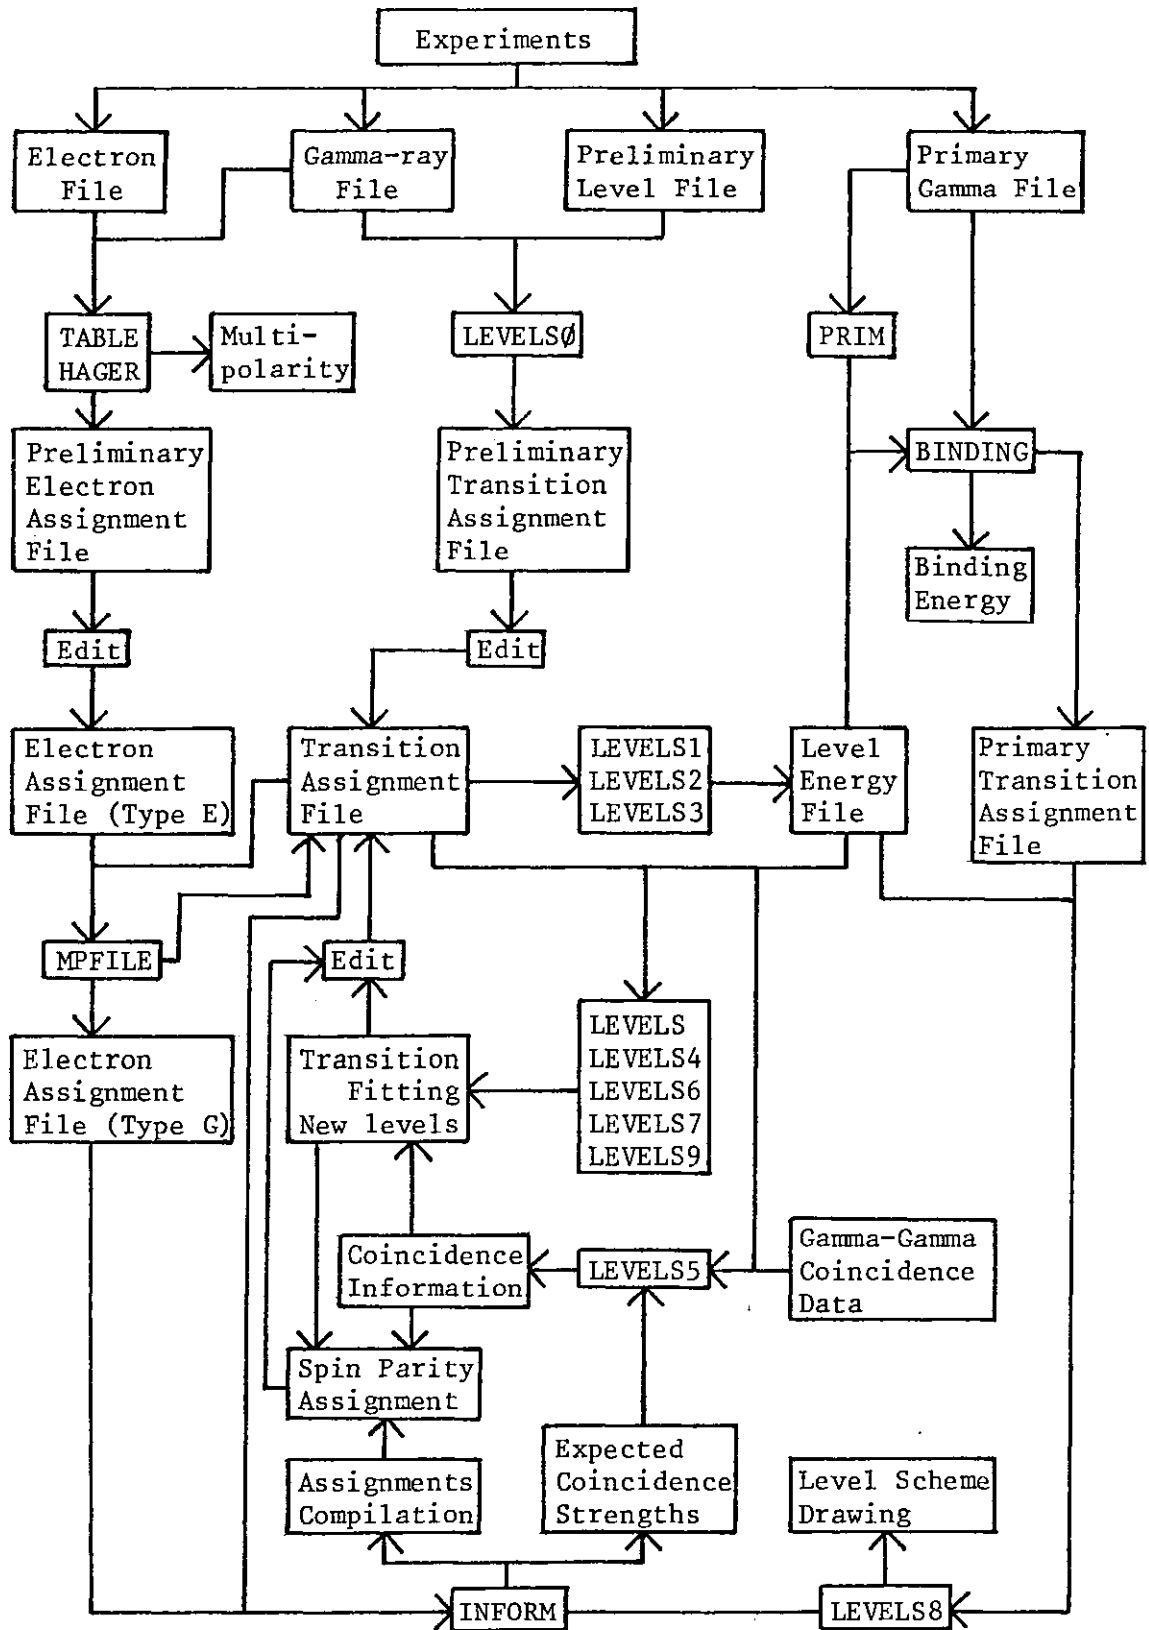 Experiments
Electron
File
Gamma-ray
File
Preliminary
Level File
Primary
Gamma File
TABLE
HAGER
Multi-
polarity
LEVELSØ
PRIM
Preliminary
Electron
Assignment
File
Preliminary
Transition
Assignment
File
BINDING
Binding
Energy
Edit
Edit
Electron
Assignment
File (Type E)
Transition
Assignment
File
LEVELS1
LEVELS2
LEVELS3
Level
Energy
File
Primary
Transition
Assignment
File
MPFILE
Edit
Electron
Assignment
File (Type G)
Transition
Fitting
New levels
LEVELS
LEVELS4
LEVELS6
LEVELS7
LEVELS9
Coincidence
Information
LEVELS5
Gamma-Gamma
Coincidence
Data
Spin Parity
Assignment
Assignments
Compilation
Expected
Coincidence
Strengths
Level Scheme
Drawing
INFORM
LEVELS8